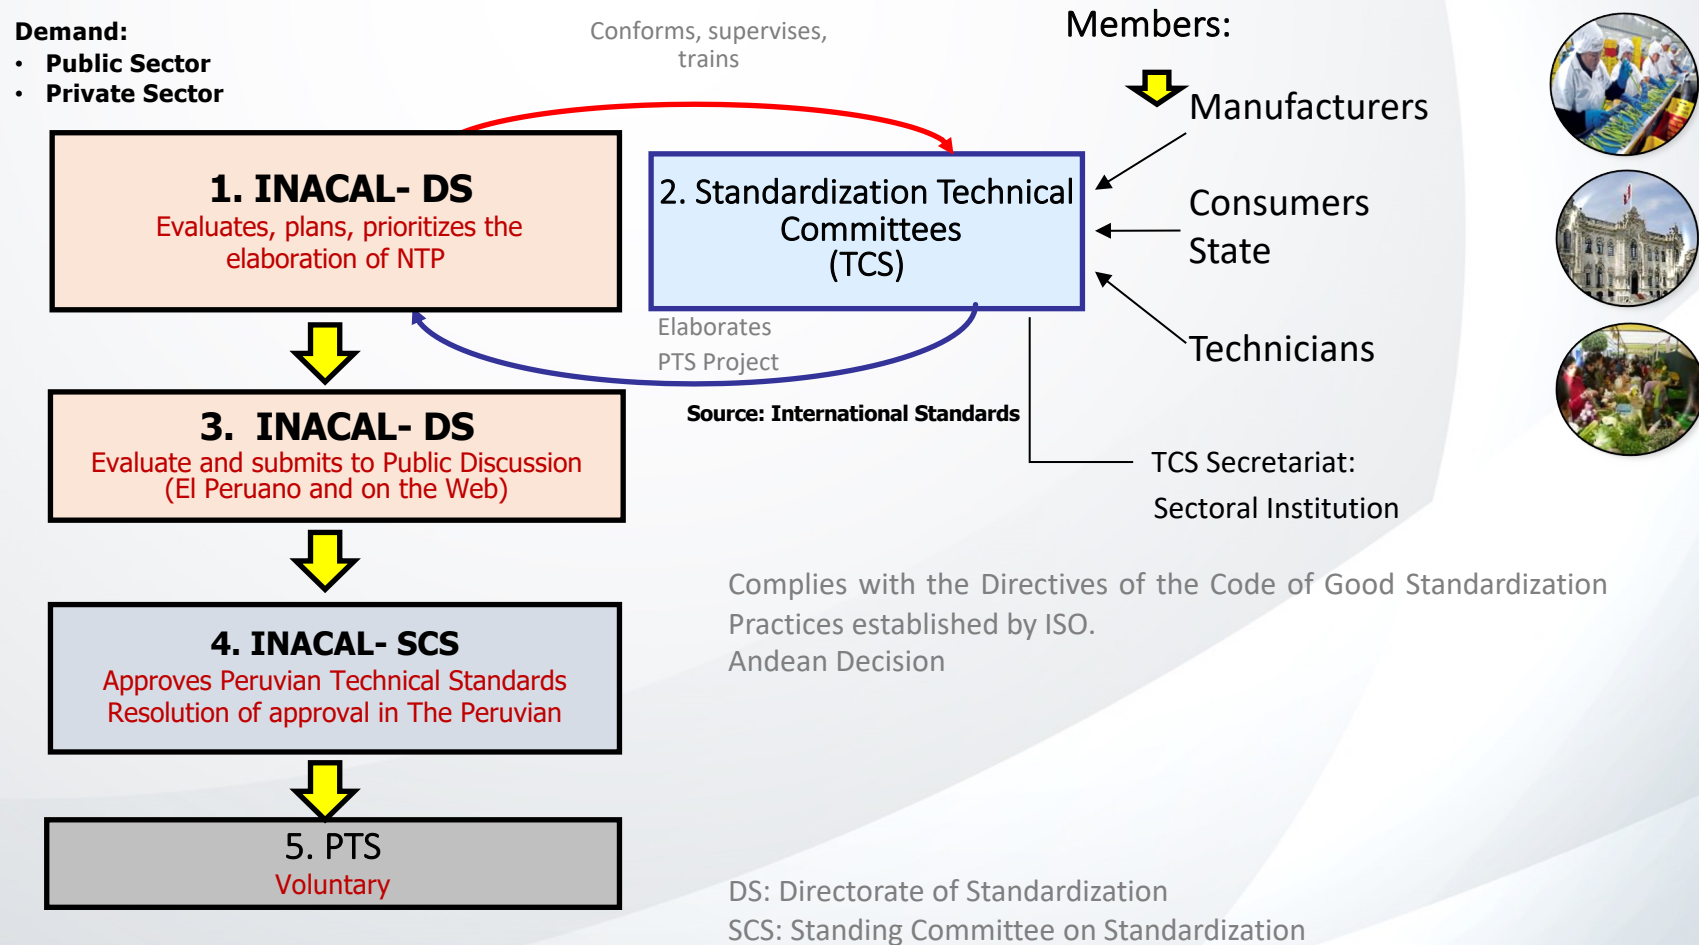 Demand:
• Public Sector
• Private Sector
Conforms, supervises,
trains
Members:
1. INACAL- DS
Evaluates, plans, prioritizes the
elaboration of NTP
2. Standardization Technical
Committees
(TCS)
Manufacturers
Consumers
State
Technicians
Elaborates
PTS Project
Source: International Standards
3. INACAL- DS
Evaluate and submits to Public Discussion
(El Peruano and on the Web)
TCS Secretariat:
Sectoral Institution
4. INACAL- SCS
Approves Peruvian Technical Standards
Resolution of approval in The Peruvian
Complies with the Directives of the Code of Good Standardization
Practices established by ISO.
Andean Decision
5. PTS
Voluntary
DS: Directorate of Standardization
SCS: Standing Committee on Standardization